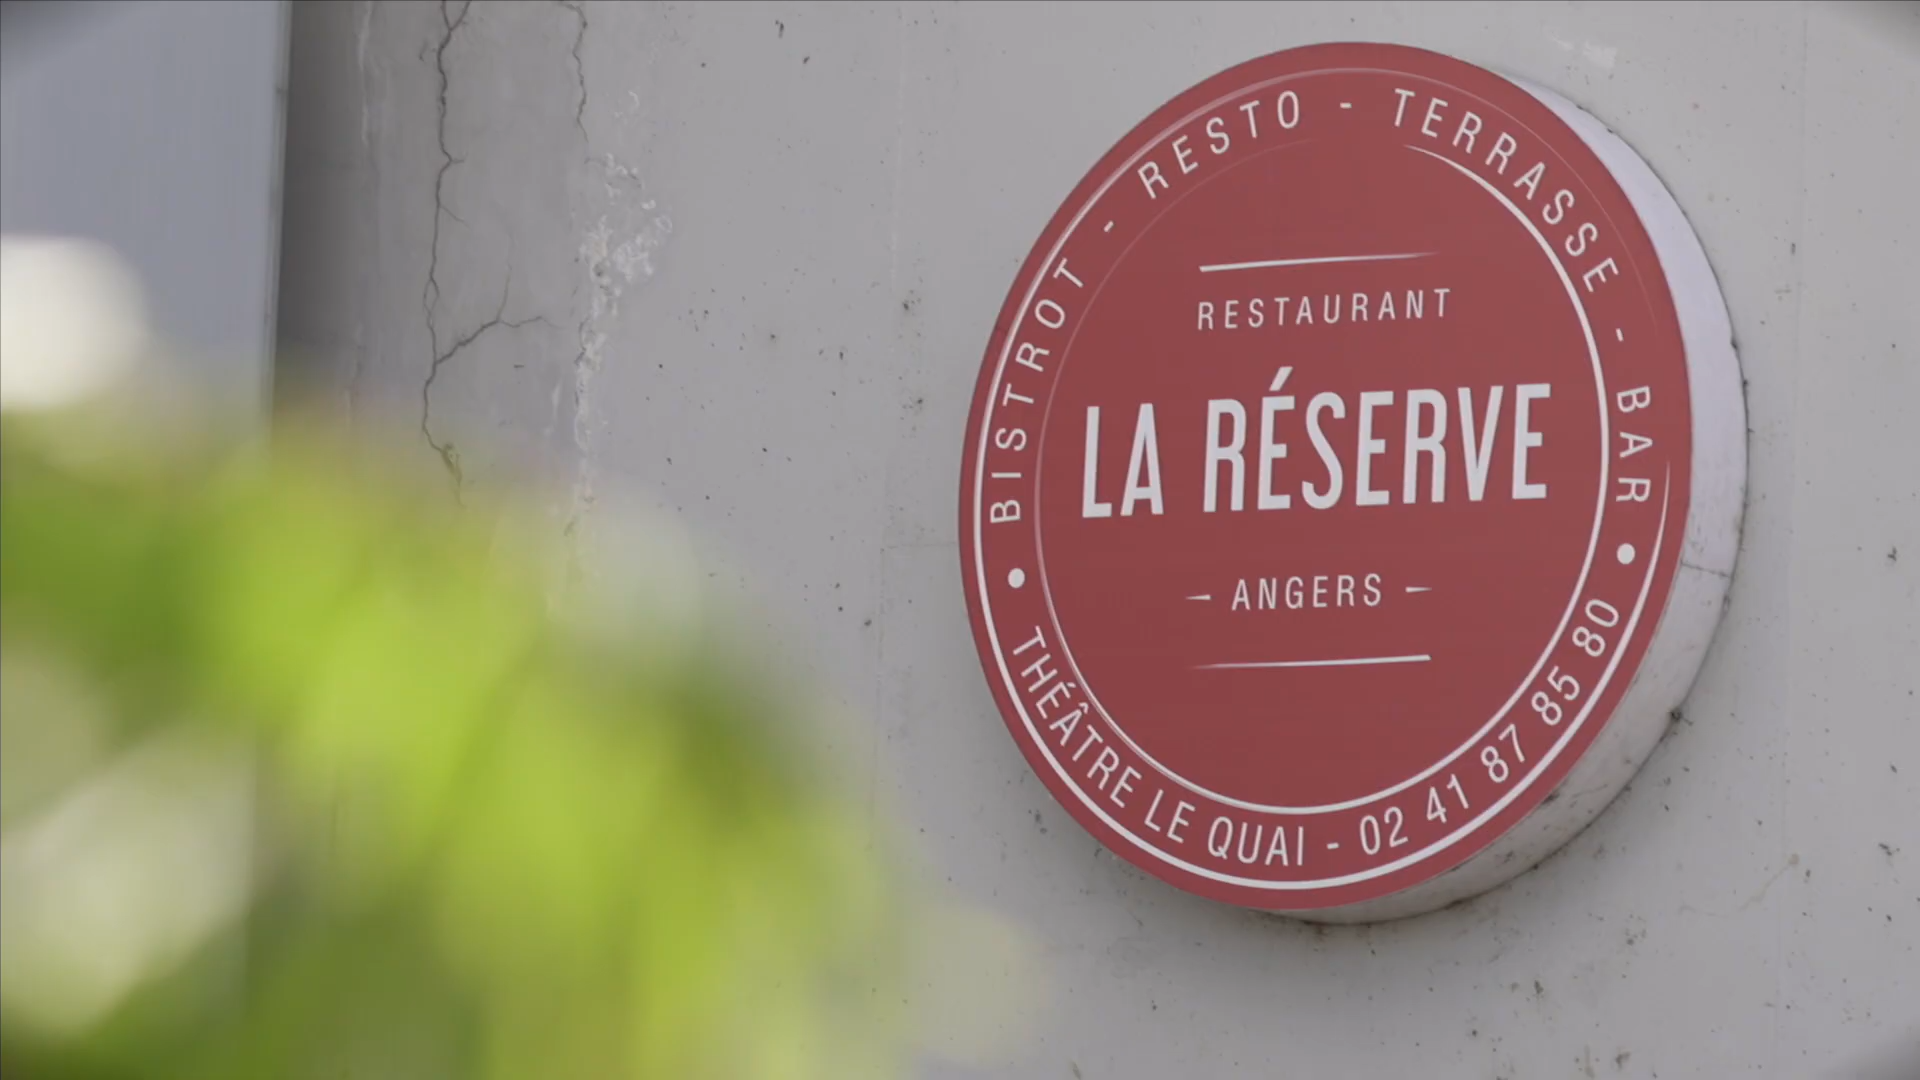 BISTROT - RESTO - TERRASSE - BAR
RESTAURANT
LA RÉSERVE
- ANGERS -
THÉÂTRE LE QUAI - 02 41 87 85 80